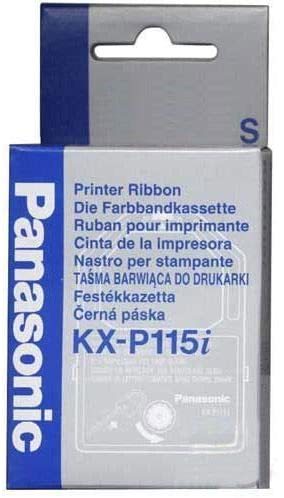 S
Panasonic
Printer Ribbon
Die Farbbandkassette
Ruban pour imprimante
Cinta de la impresora
Nastro per stampante
TAŚMA BARWIĄCA DO DRUKARKI
Festékkazetta
Černá páska
KX-P115i
Panasonic